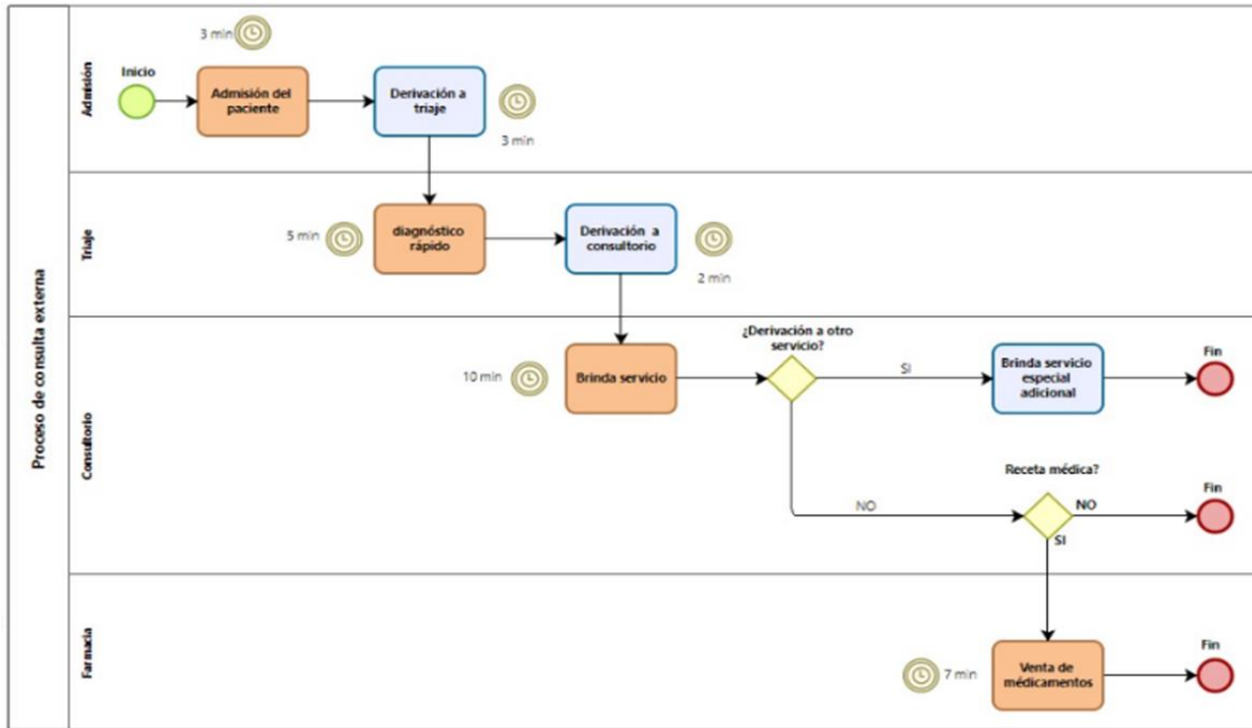 Proceso de consulta externa
Admisión
3 min
Inicio
Admisión del
paciente
Derivación a
triaje
3 min
Triaje
5 min
diagnóstico
rápido
Derivación a
consultorio
2 min
Consultorio
10 min
Brinda servicio
¿Derivación a otro
servicio?
SI
Brinda servicio
especial
adicional
Fin
NO
Receta médica?
NO
SI
Fin
Farmacia
7 min
Venta de
médicamentos
Fin